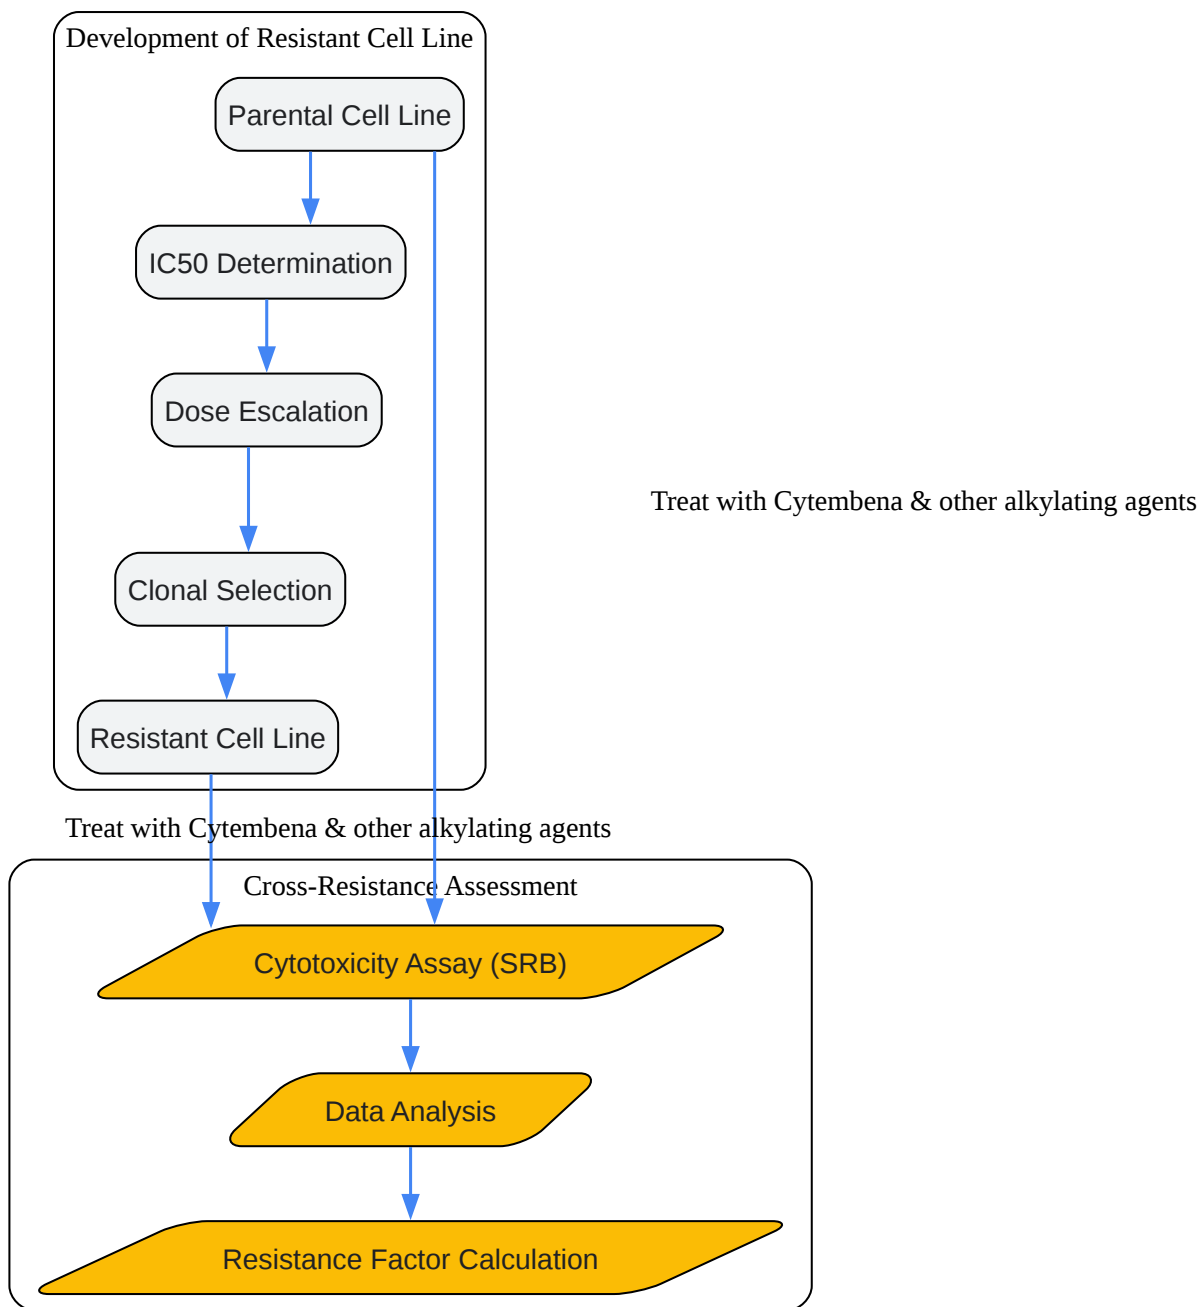 Development of Resistant Cell Line
Parental Cell Line
IC50 Determination
Dose Escalation
Treat with Cytembena & other alkylating agents
Clonal Selection
Resistant Cell Line
Treat with Cytembena & other alkylating agents
Cross-Resistance Assessment
Cytotoxicity Assay (SRB)
Data Analysis
Resistance Factor Calculation